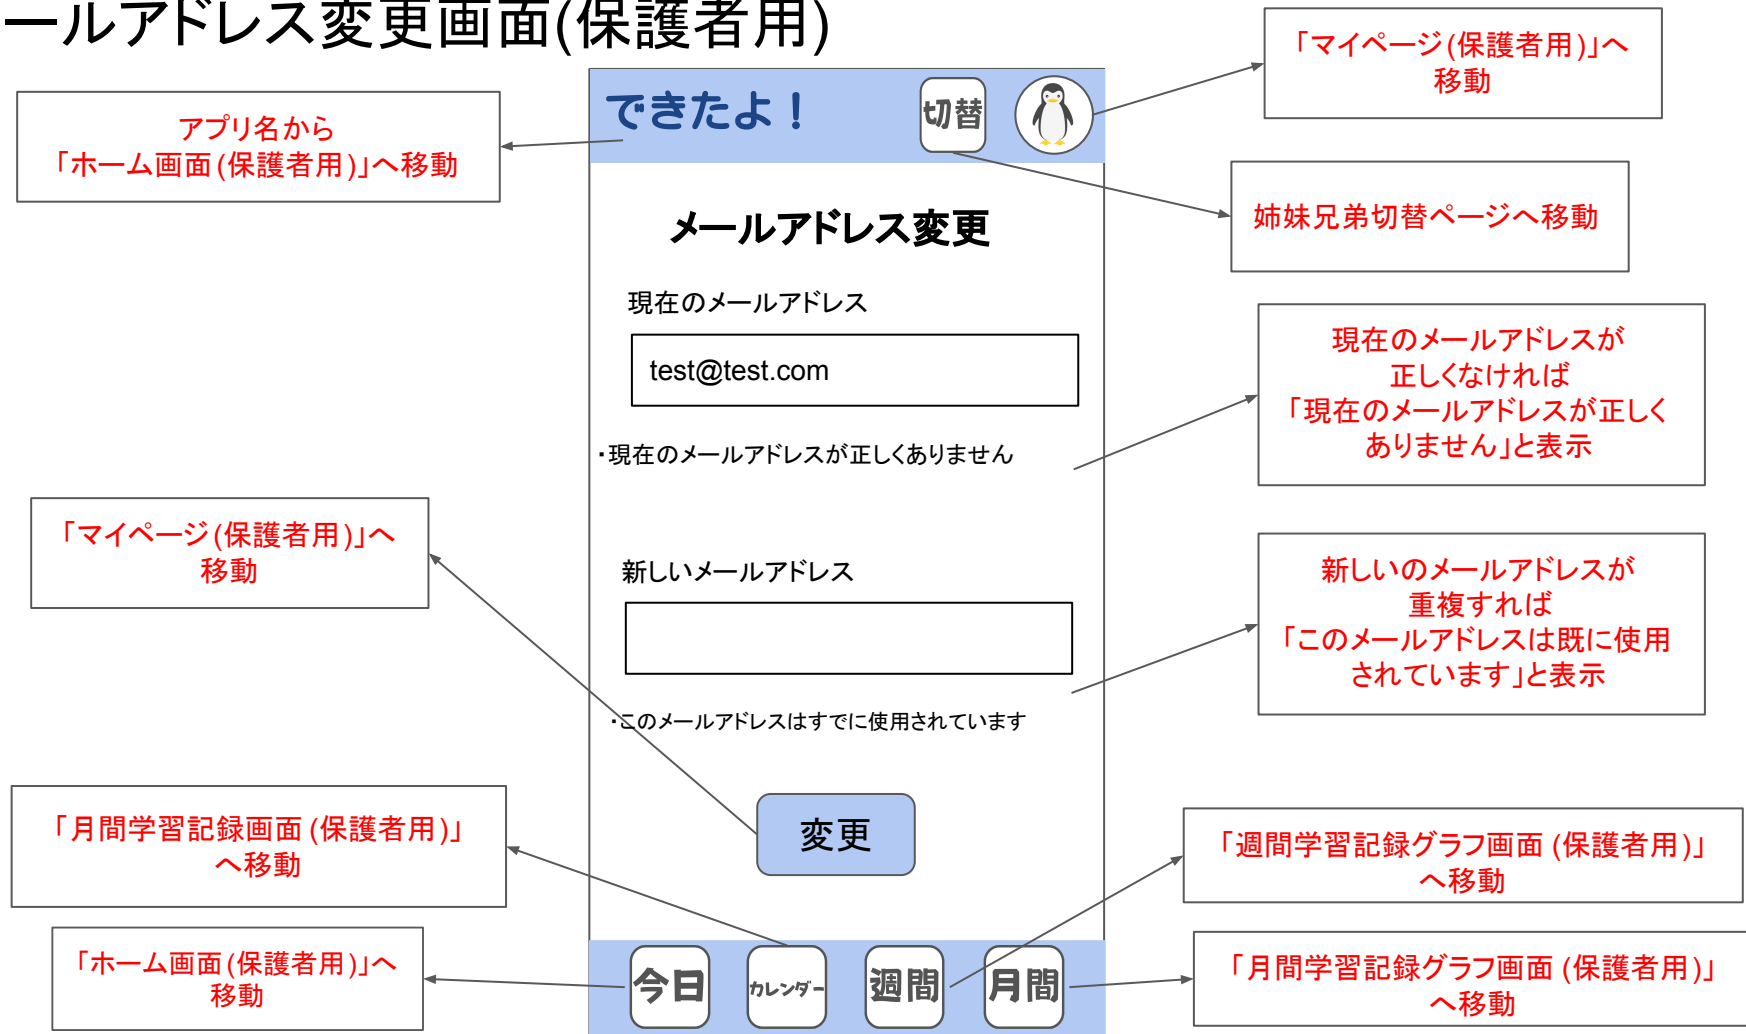 ールアドレス変更画面(保護者用)
「マイページ(保護者用)」へ
移動
アプリ名から
「ホーム画面(保護者用)」へ移動
できたよ！
切替
姉妹兄弟切替ページへ移動
メールアドレス変更
現在のメールアドレス
test@test.com
現在のメールアドレスが
正しくなければ
「現在のメールアドレスが正しく
ありません」と表示
・現在のメールアドレスが正しくありません
「マイページ(保護者用)」へ
移動
新しいメールアドレス
新しいのメールアドレスが
重複すれば
「このメールアドレスは既に使用
されています」と表示
・このメールアドレスはすでに使用されています
変更
「月間学習記録画面(保護者用)」
へ移動
「週間学習記録グラフ画面(保護者用)」
へ移動
「ホーム画面(保護者用)」へ
移動
今日
カレンダー
週間
月間
「月間学習記録グラフ画面(保護者用)」
へ移動